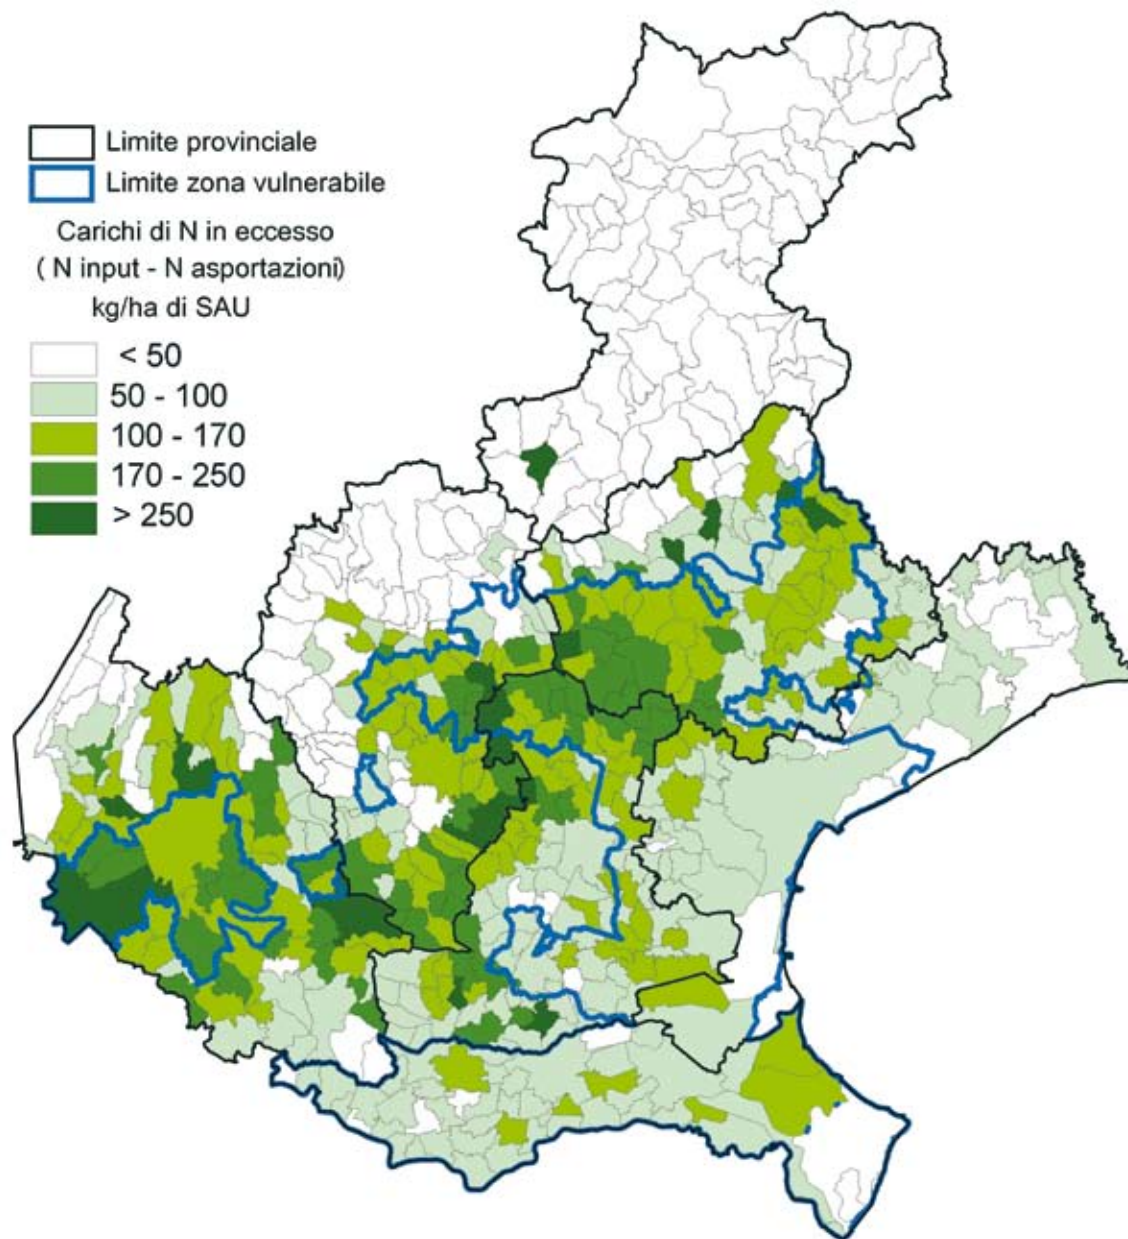 Limite provinciale
Limite zona vulnerabile
Carichi di N in eccesso
( N input - N asportazioni)
kg/ha di SAU
< 50
50 - 100
100 - 170
170 - 250
> 250